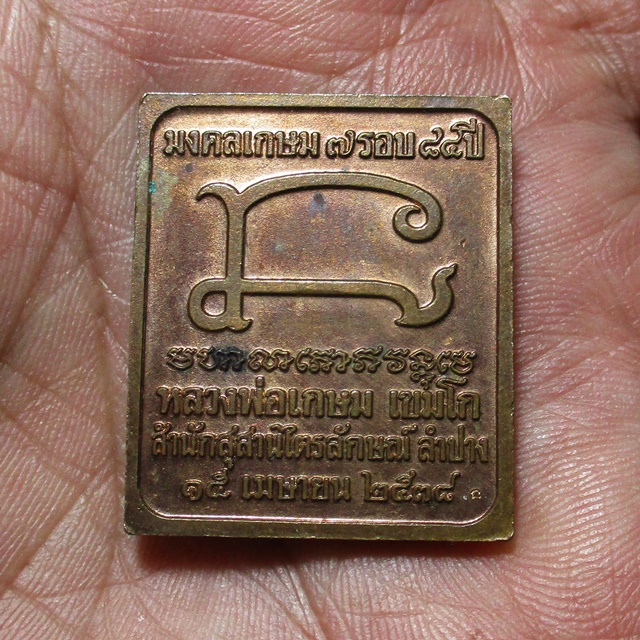 มงคลเกษม ๗ รอบ ๘๔ ปี
หลวงพ่อเกษม เขมโก
สำนักสุสานไตรลักษณ์ ลำปาง
๑๕ เมษายน ๒๕๓๘